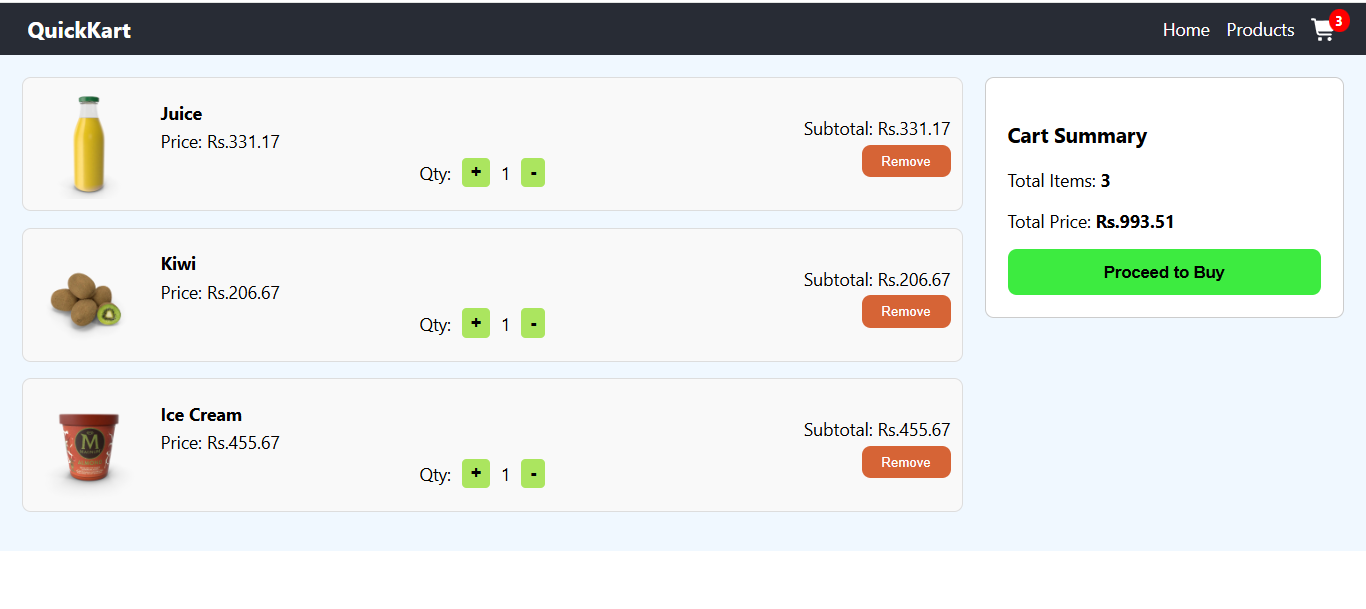 QuickKart
Home Products 3
Juice
Price: Rs.331.17
Qty: + 1 -
Subtotal: Rs.331.17
Remove
Kiwi
Price: Rs.206.67
Qty: + 1 -
Subtotal: Rs.206.67
Remove
M
Ice Cream
Price: Rs.455.67
Qty: + 1 -
Subtotal: Rs.455.67
Remove
Cart Summary
Total Items: 3
Total Price: Rs.993.51
Proceed to Buy